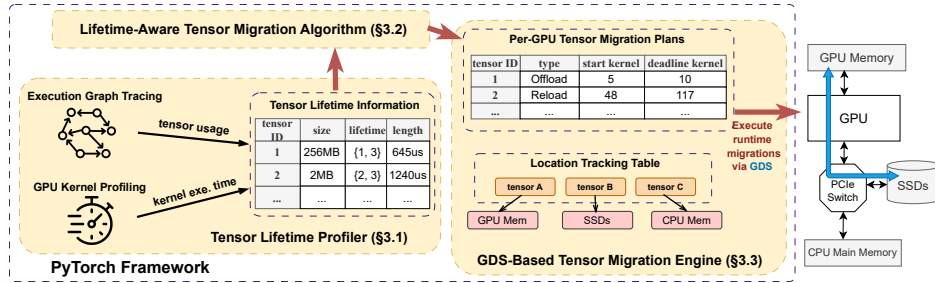 Lifetime-Aware Tensor Migration Algorithm (§3.2)
Execution Graph Tracing
tensor usage
GPU Kernel Profiling
kernel exe. time
Tensor Lifetime Information
tensor ID size lifetime length
1 256MB {1, 3} 645us
2 2MB {2, 3} 1240us
... ... ... ...
Tensor Lifetime Profiler (§3.1)
PyTorch Framework
Per-GPU Tensor Migration Plans
tensor ID type start kernel deadline kernel
1 Offload 5 10
2 Reload 48 117
... ... ... ...
Location Tracking Table
tensor A tensor B tensor C
GPU Mem SSDs CPU Mem
GDS-Based Tensor Migration Engine (§3.3)
Execute
runtime
migrations
via GDS
GPU Memory
GPU
PCIe
Switch
SSDs
CPU Main Memory